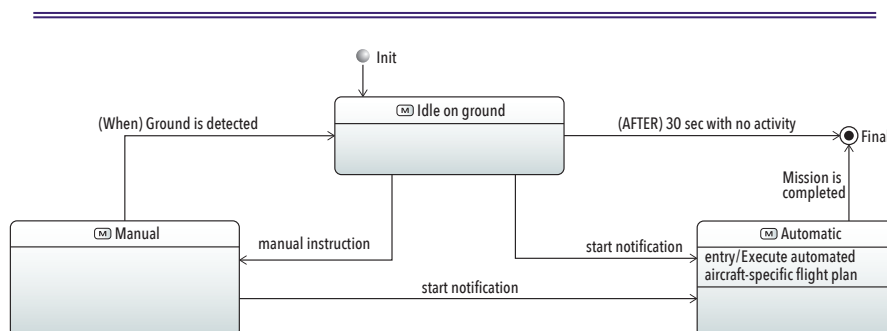 Init
M Idle on ground
(When) Ground is detected
(AFTER) 30 sec with no activity
Fina
Mission is
completed
M Manual
manual instruction
start notification
M Automatic
entry/Execute automated
aircraft-specific flight plan
start notification